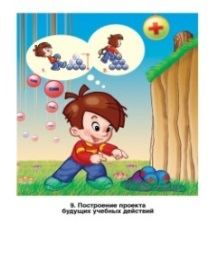 9. Построение проекта
будущих учебных действий